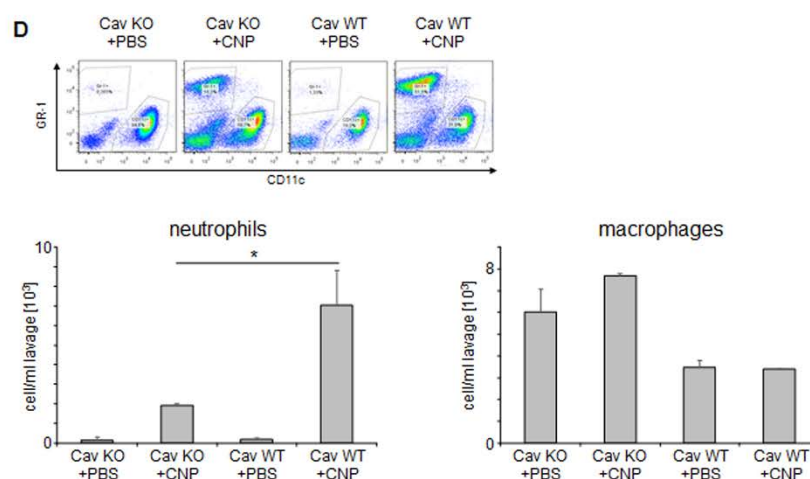 D
Cav KO
+PBS
Cav KO
+CNP
Cav WT
+PBS
Cav WT
+CNP
GR-1
CD11c
neutrophils
cell/ml lavage [10³]
10
0
*
Cav KO
+PBS
Cav KO
+CNP
Cav WT
+PBS
Cav WT
+CNP
macrophages
cell/ml lavage [10³]
8
0
Cav KO
+PBS
Cav KO
+CNP
Cav WT
+PBS
Cav WT
+CNP